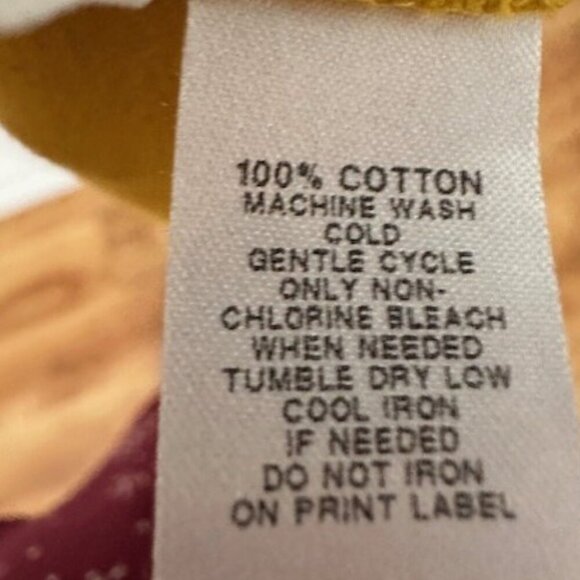 100% COTTON
MACHINE WASH
COLD
GENTLE CYCLE
ONLY NON-
CHLORINE BLEACH
WHEN NEEDED
TUMBLE DRY LOW
COOL IRON
IF NEEDED
DO NOT IRON
ON PRINT LABEL